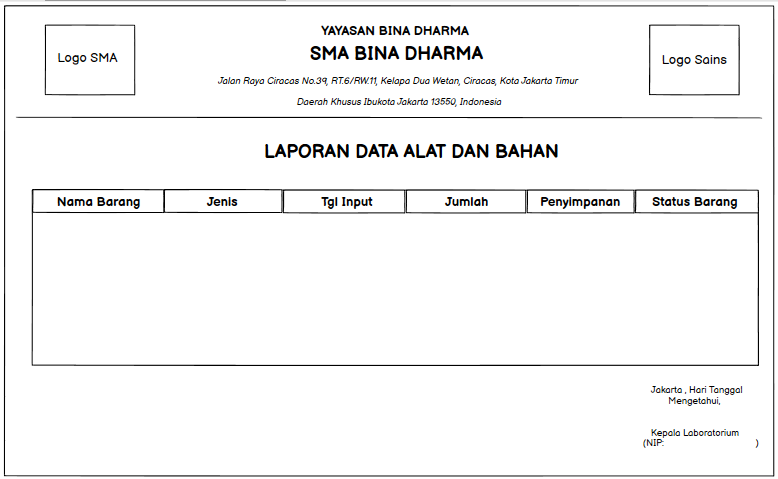 YAYASAN BINA DHARMA
Logo SMA
SMA BINA DHARMA
Logo Sains
Jalan Raya Ciracas No.39, RT.6/RW.11, Kelapa Dua Wetan, Ciracas, Kota Jakarta Timur
Daerah Khusus Ibukota Jakarta 13550, Indonesia
LAPORAN DATA ALAT DAN BAHAN
Nama Barang Jenis Tgl Input Jumlah Penyimpanan Status Barang
Jakarta , Hari Tanggal
Mengetahui,
Kepala Laboratorium
(NIP: )